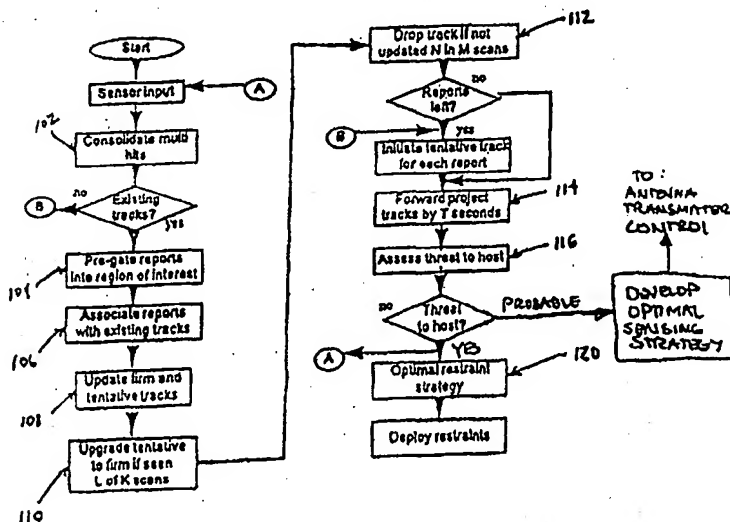 Start
Sensor input
A
102
Consolidate multi
hits
B
no
Existing
tracks?
yes
Pre-gate reports
into region of interest
104
Associate reports
with existing tracks
106
Update firm and
tentative tracks
108
Upgrade tentative
to firm if seen
L of K scans
110
Drop track if not
updated N in M scans
112
no
Reports
left?
B
yes
Initiate tentative track
for each report
Forward project
tracks by T seconds
114
116
Assess threat to host
no
Threat
to host?
PROBABLE
A
YES
Optimal restraint
strategy
120
Deploy restraints
TO:
ANTENNA
TRANSMITER
CONTROL
DEVELOP
OPTIMAL
SENSING
STRATEGY